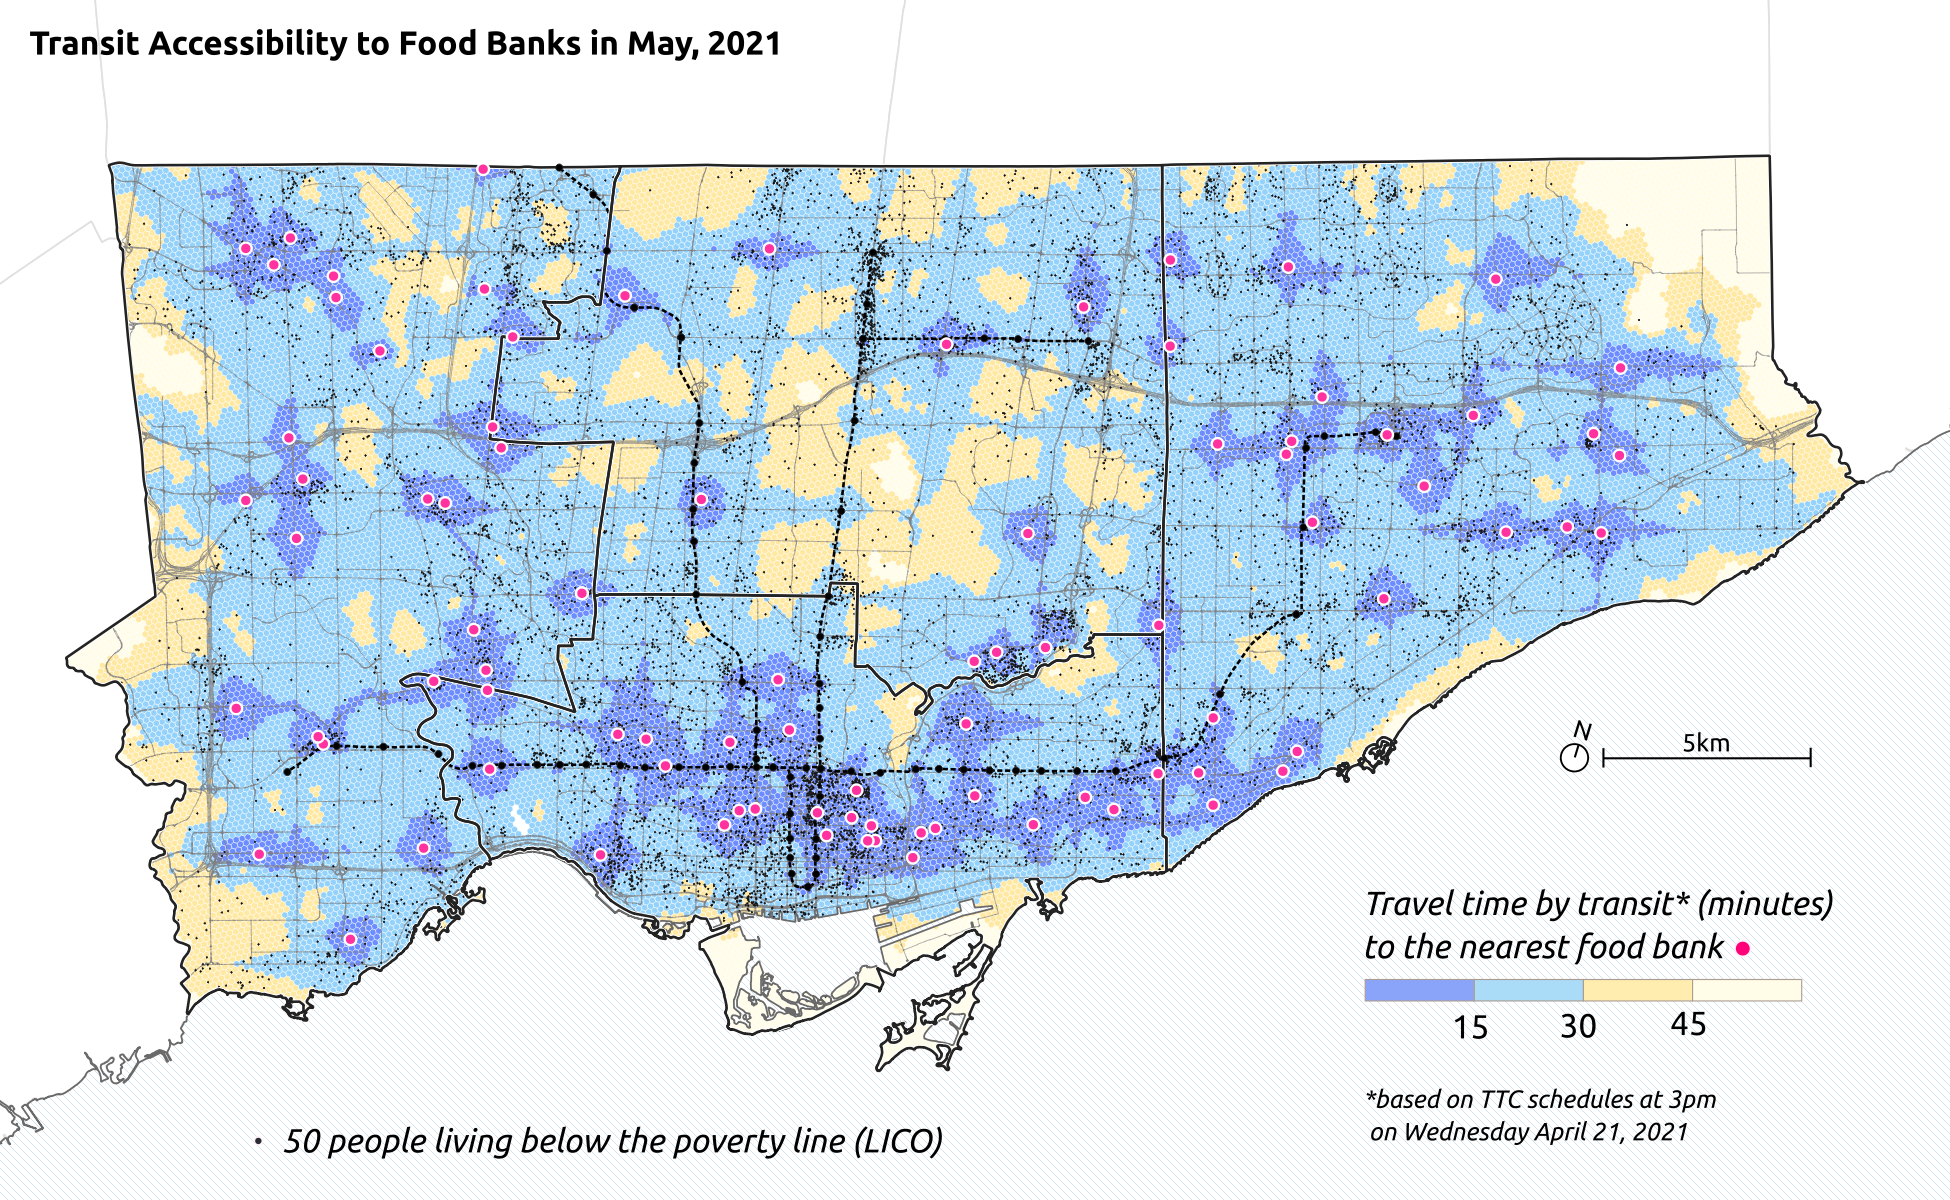 Transit Accessibility to Food Banks in May, 2021
N
5km
Travel time by transit* (minutes)
to the nearest food bank
15 30 45
*based on TTC schedules at 3pm
on Wednesday April 21, 2021
50 people living below the poverty line (LICO)